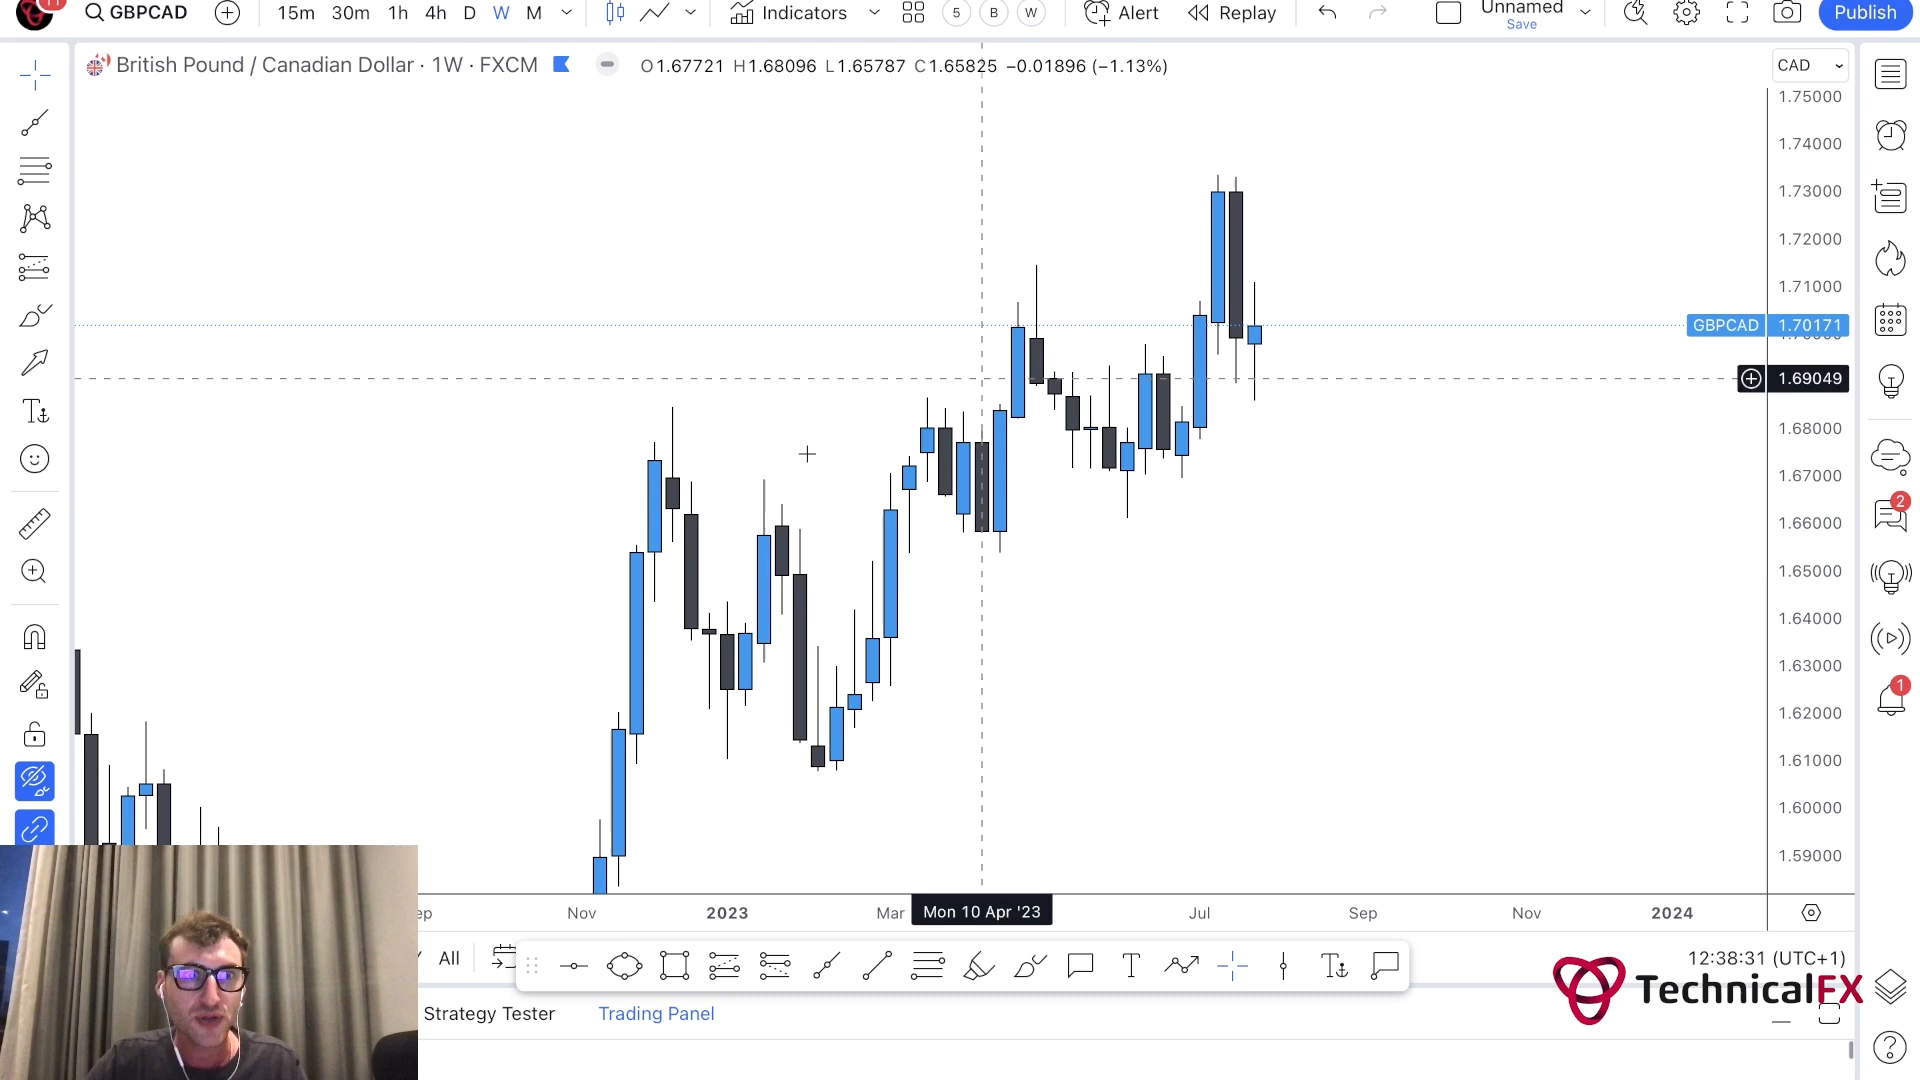 11
GBPCAD
15m 30m 1h 4h D W M
Indicators
5 B W
Alert
Replay
Unnamed
Save
Publish
British Pound / Canadian Dollar · 1W · FXCM
O1.67721 H1.68096 L1.65787 C1.65825 −0.01896 (−1.13%)
CAD
1.75000
1.74000
1.73000
1.72000
1.71000
GBPCAD 1.70171
1.69049
1.68000
1.67000
1.66000
1.65000
1.64000
1.63000
1.62000
1.61000
1.60000
1.59000
2
1
ep Nov 2023 Mar Mon 10 Apr '23 Jul Sep Nov 2024
All
12:38:31 (UTC+1)
TechnicalFX
Strategy Tester
Trading Panel